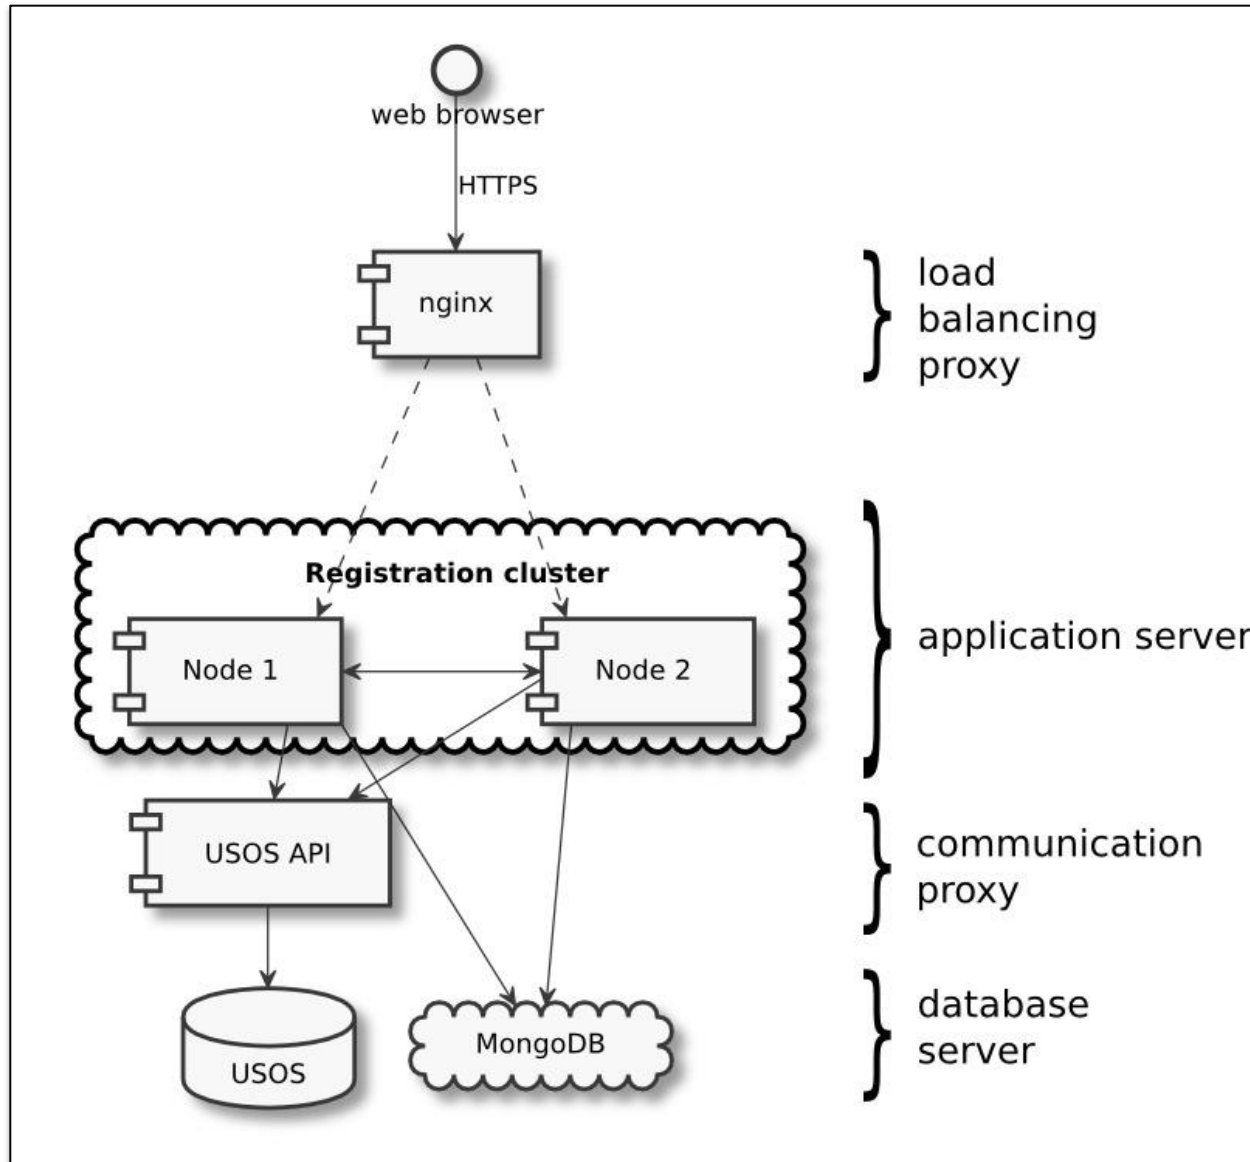 web browser
HTTPS
nginx
load
balancing
proxy
Registration cluster
Node 1
Node 2
application server
USOS API
communication
proxy
USOS
MongoDB
database
server